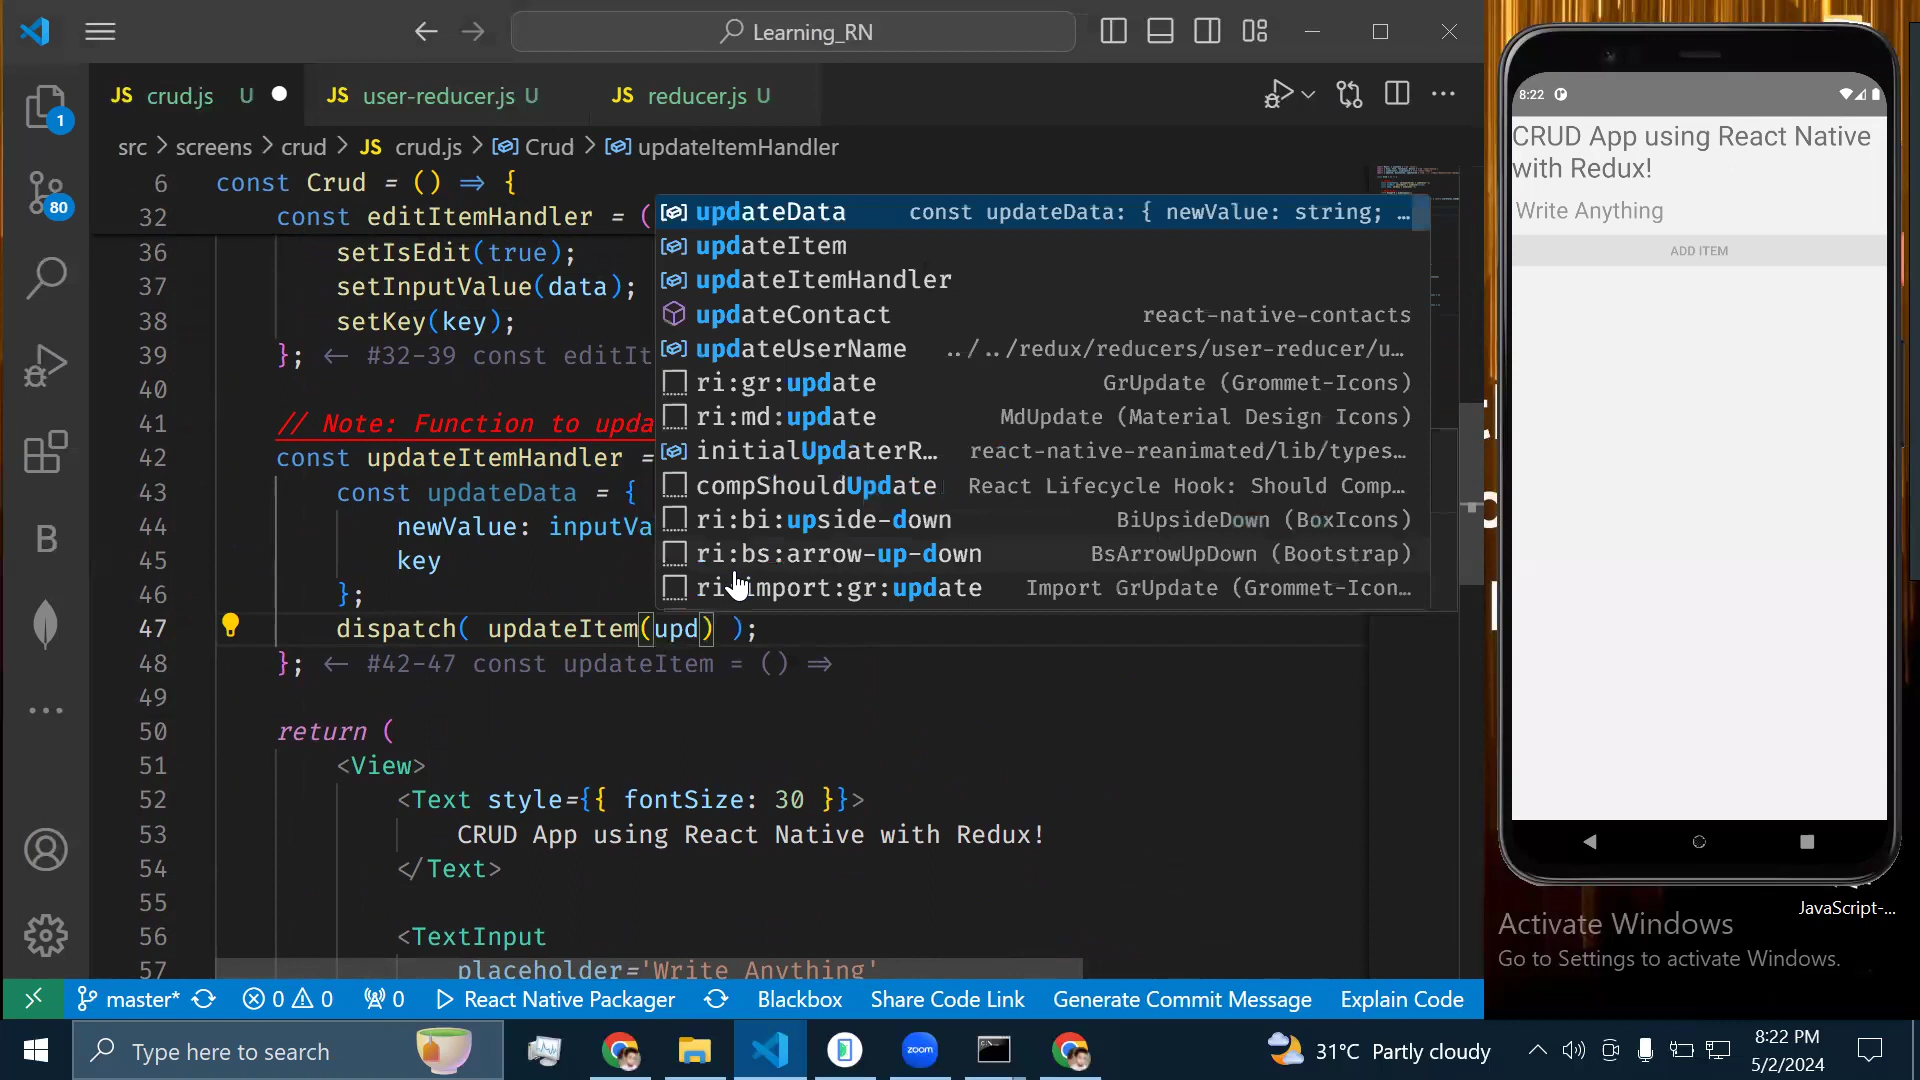 Learning_RN
JS crud.js U
JS user-reducer.js U
JS reducer.js U
src > screens > crud > JS crud.js > Crud > updateItemHandler
6 const Crud = () => {
32 const editItemHandler = (
36 setIsEdit(true);
37 setInputValue(data);
38 setKey(key);
39 }; <- #32-39 const editIt
40
41 // Note: Function to upda
42 const updateItemHandler =
43 const updateData = {
44 newValue: inputVa
45 key
46 };
47 dispatch( updateItem(upd) );
48 }; <- #42-47 const updateItem = () =>
49
50 return (
51 <View>
52 <Text style={{ fontSize: 30 }}>
53 CRUD App using React Native with Redux!
54 </Text>
55
56 <TextInput
57 placeholder='Write Anything'
updateData const updateData: { newValue: string; …
updateItem
updateItemHandler
updateContact react-native-contacts
updateUserName ../../redux/reducers/user-reducer/u…
ri:gr:update GrUpdate (Grommet-Icons)
ri:md:update MdUpdate (Material Design Icons)
initialUpdaterR… react-native-reanimated/lib/types…
compShouldUpdate React Lifecycle Hook: Should Comp…
ri:bi:upside-down BiUpsideDown (BoxIcons)
ri:bs:arrow-up-down BsArrowUpDown (Bootstrap)
import:gr:update Import GrUpdate (Grommet-Icon…
1
80
B
master* 0 0 0 React Native Packager Blackbox Share Code Link Generate Commit Message Explain Code
8:22
CRUD App using React Native
with Redux!
Write Anything
ADD ITEM
JavaScript-...
Activate Windows
Go to Settings to activate Windows.
Type here to search
zoom
31°C Partly cloudy
8:22 PM
5/2/2024